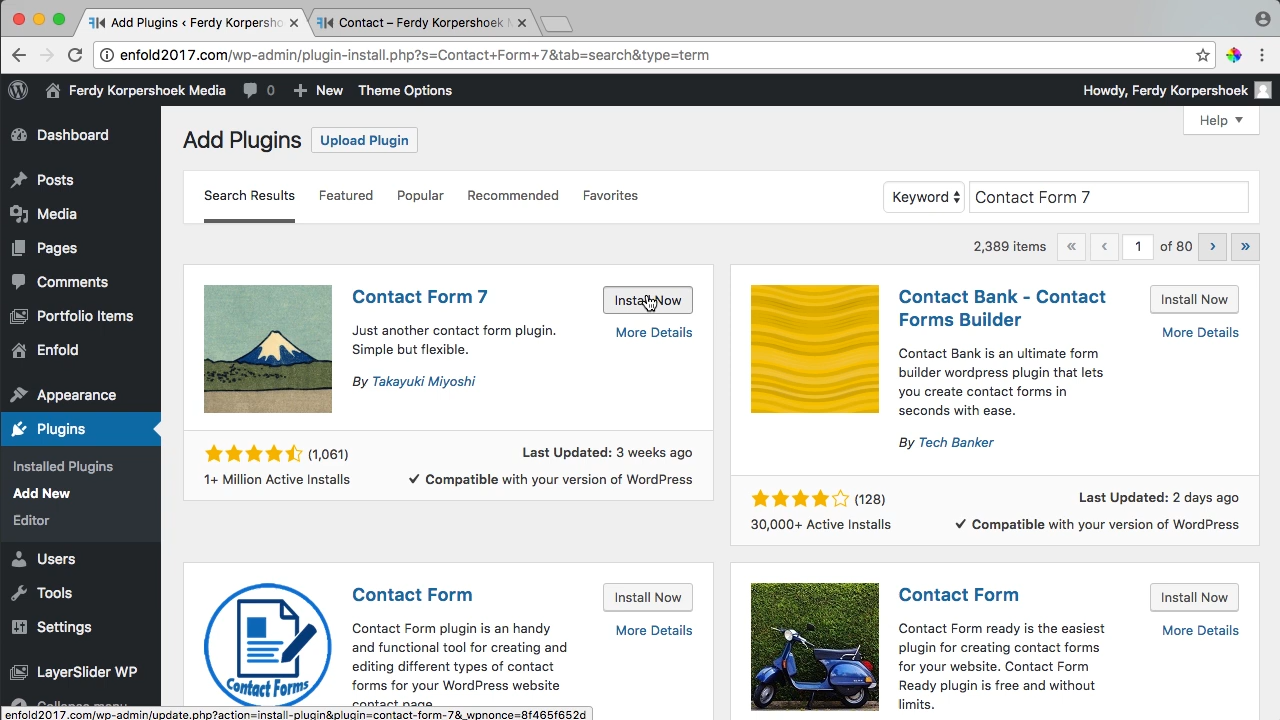 Add Plugins ‹ Ferdy Korpersho
Contact – Ferdy Korpershoek M
enfold2017.com/wp-admin/plugin-install.php?s=Contact+Form+7&tab=search&type=term
Ferdy Korpershoek Media
0
New
Theme Options
Howdy, Ferdy Korpershoek
Help
Dashboard
Posts
Media
Pages
Comments
Portfolio Items
Enfold
Appearance
Plugins
Installed Plugins
Add New
Editor
Users
Tools
Settings
LayerSlider WP
Collapse menu
Add Plugins
Upload Plugin
Search Results
Featured
Popular
Recommended
Favorites
Keyword
Contact Form 7
2,389 items
«
‹
1
of 80
›
»
Contact Form 7
Install Now
More Details
Just another contact form plugin.
Simple but flexible.
By Takayuki Miyoshi
(1,061)
1+ Million Active Installs
Last Updated: 3 weeks ago
Compatible with your version of WordPress
Contact Bank - Contact
Forms Builder
Install Now
More Details
Contact Bank is an ultimate form
builder wordpress plugin that lets
you create contact forms in
seconds with ease.
By Tech Banker
(128)
30,000+ Active Installs
Last Updated: 2 days ago
Compatible with your version of WordPress
Contact Forms
Contact Form
Install Now
More Details
Contact Form plugin is an handy
and functional tool for creating and
editing different types of contact
forms for your WordPress website
contact page.
Contact Form
Install Now
More Details
Contact Form ready is the easiest
plugin for creating contact forms
for your website. Contact Form
Ready plugin is free and without
limits.
enfold2017.com/wp-admin/update.php?action=install-plugin&plugin=contact-form-7&_wpnonce=8f465f652d